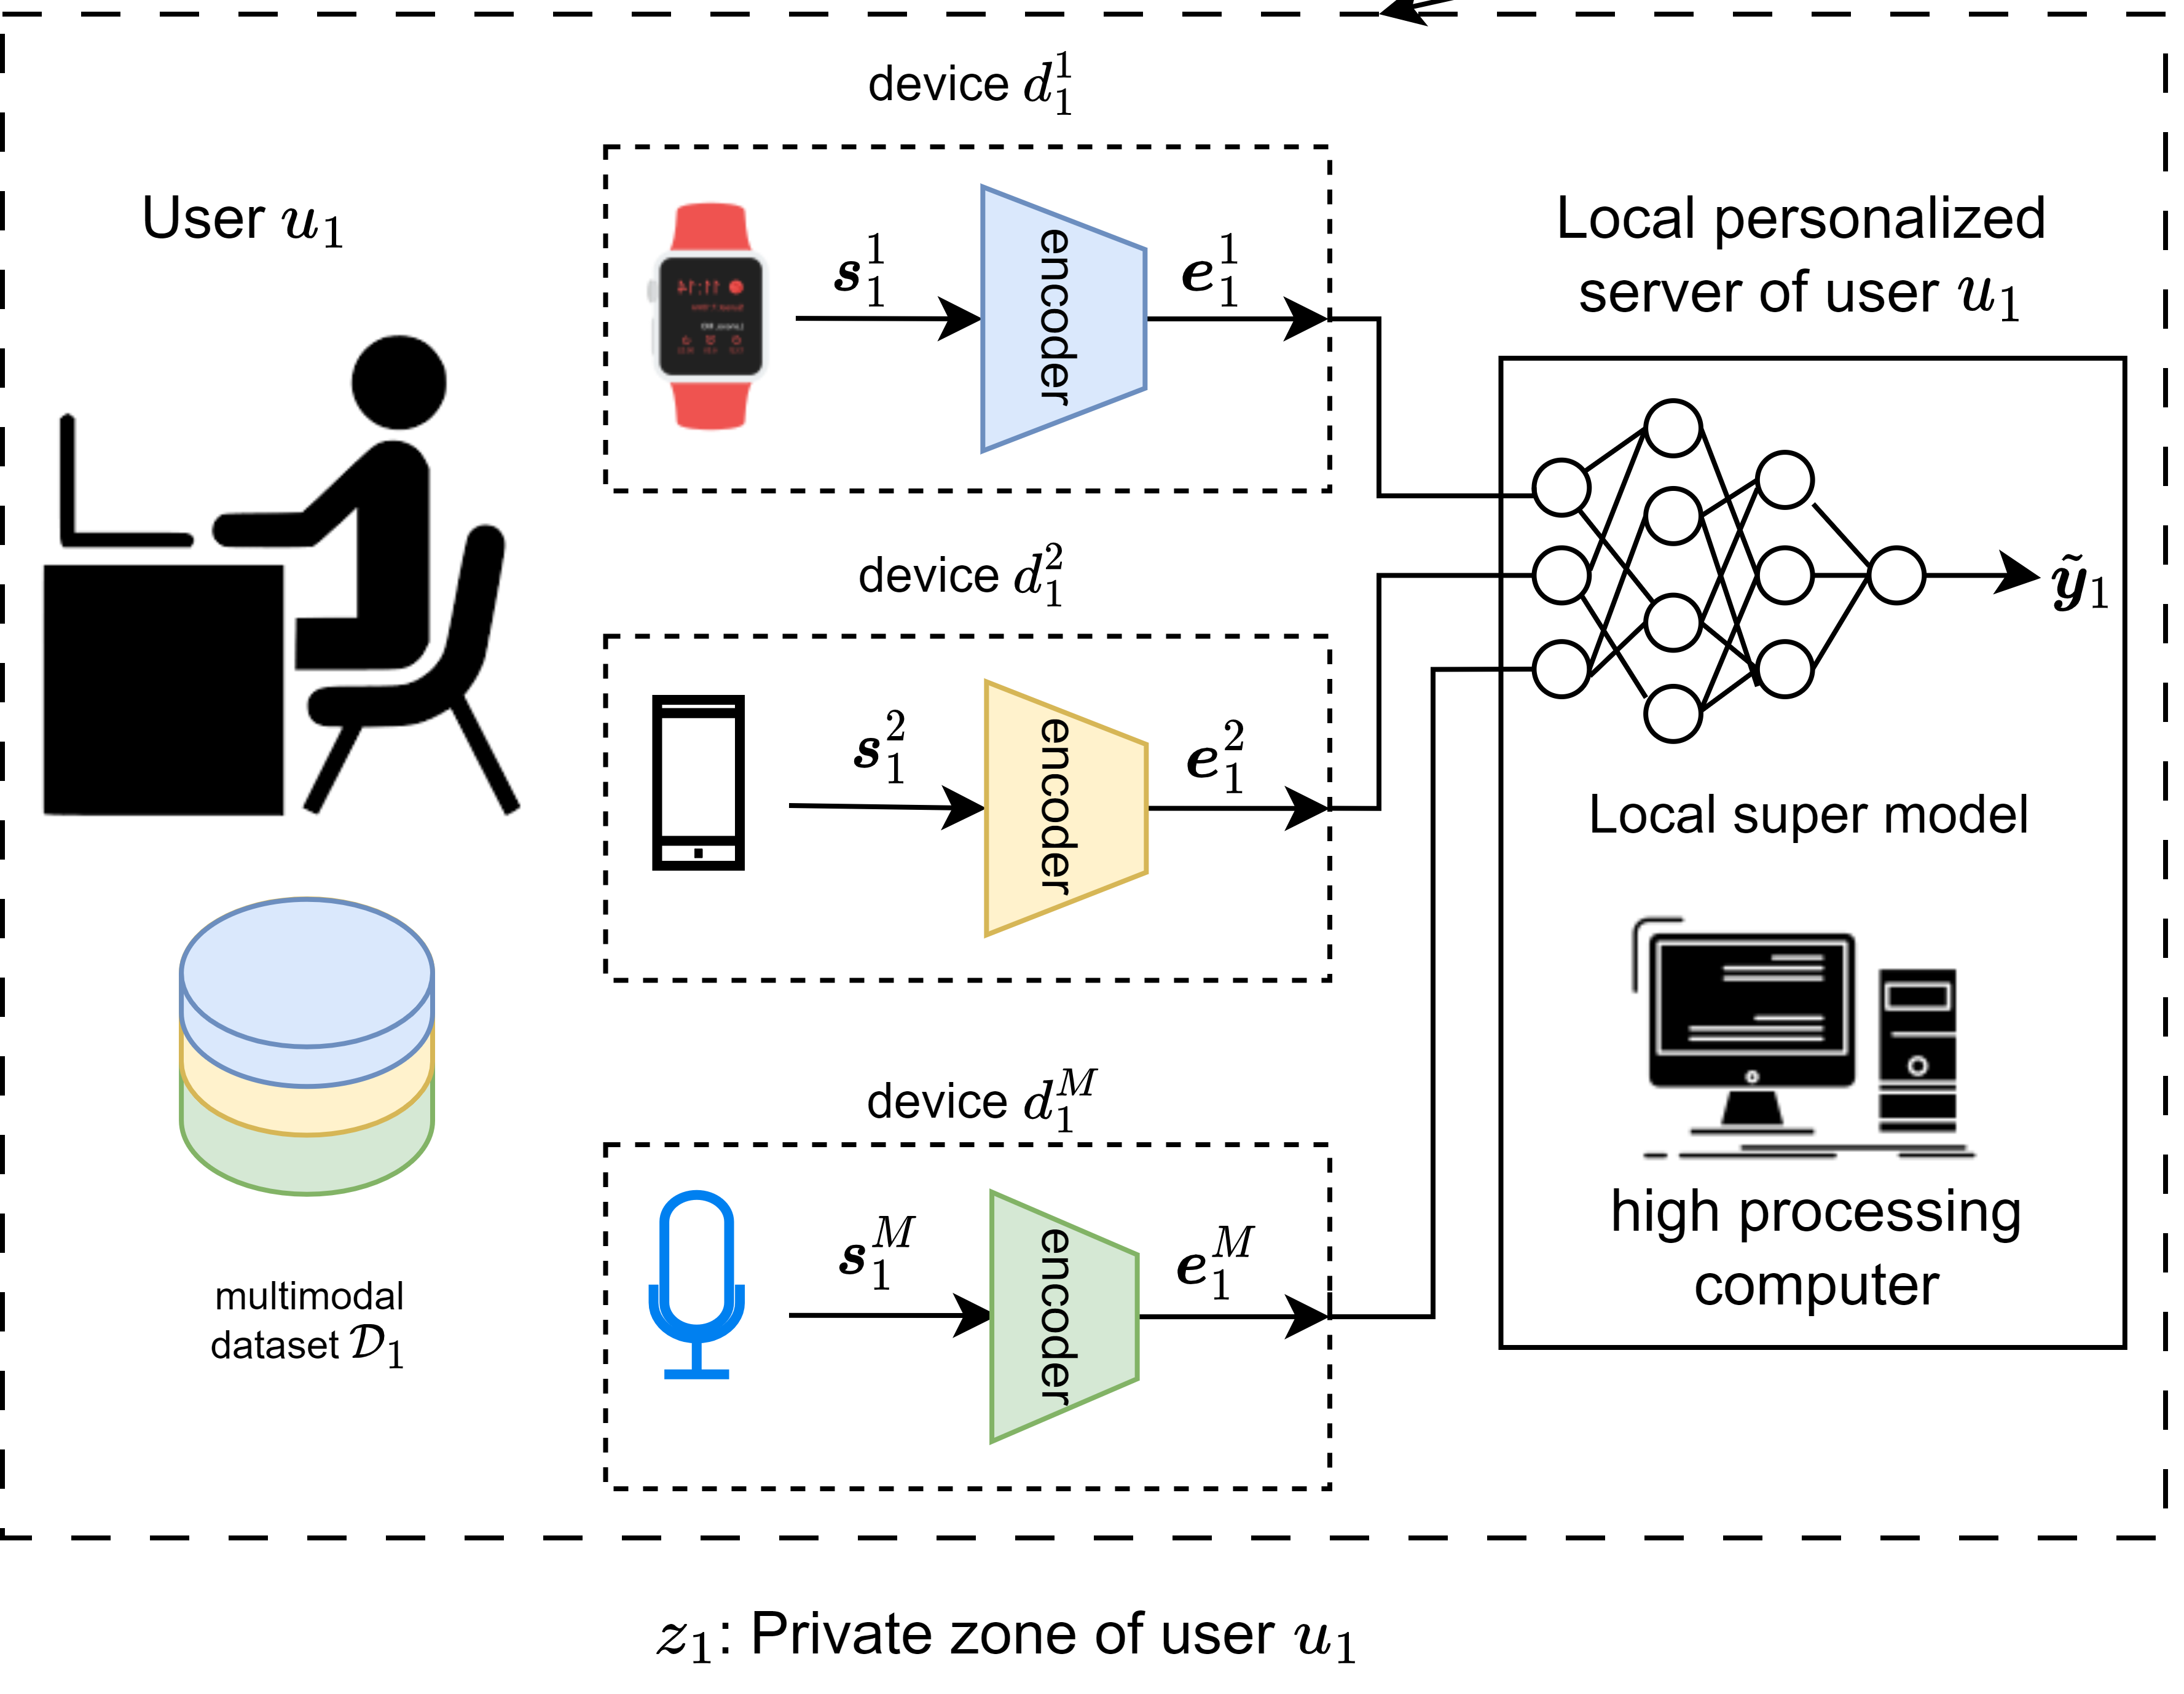 device $d_1^1$
User $u_1$
$\boldsymbol{s}_1^1$
encoder
$\boldsymbol{e}_1^1$
Local personalized
server of user $u_1$
device $d_1^2$
$\boldsymbol{s}_1^2$
encoder
$\boldsymbol{e}_1^2$
$\tilde{\boldsymbol{y}}_1$
Local super model
device $d_1^M$
$\boldsymbol{s}_1^M$
encoder
$\boldsymbol{e}_1^M$
high processing
computer
multimodal
dataset $\mathcal{D}_1$
$z_1$: Private zone of user $u_1$